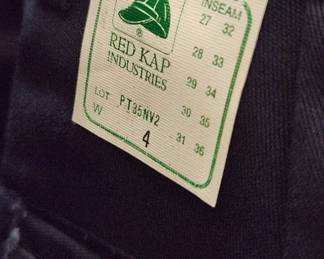 INSEAM
27 32
®
RED KAP
INDUSTRIES
28 33
29 34
LOT PT35NV2
30 35
W 4
31 36